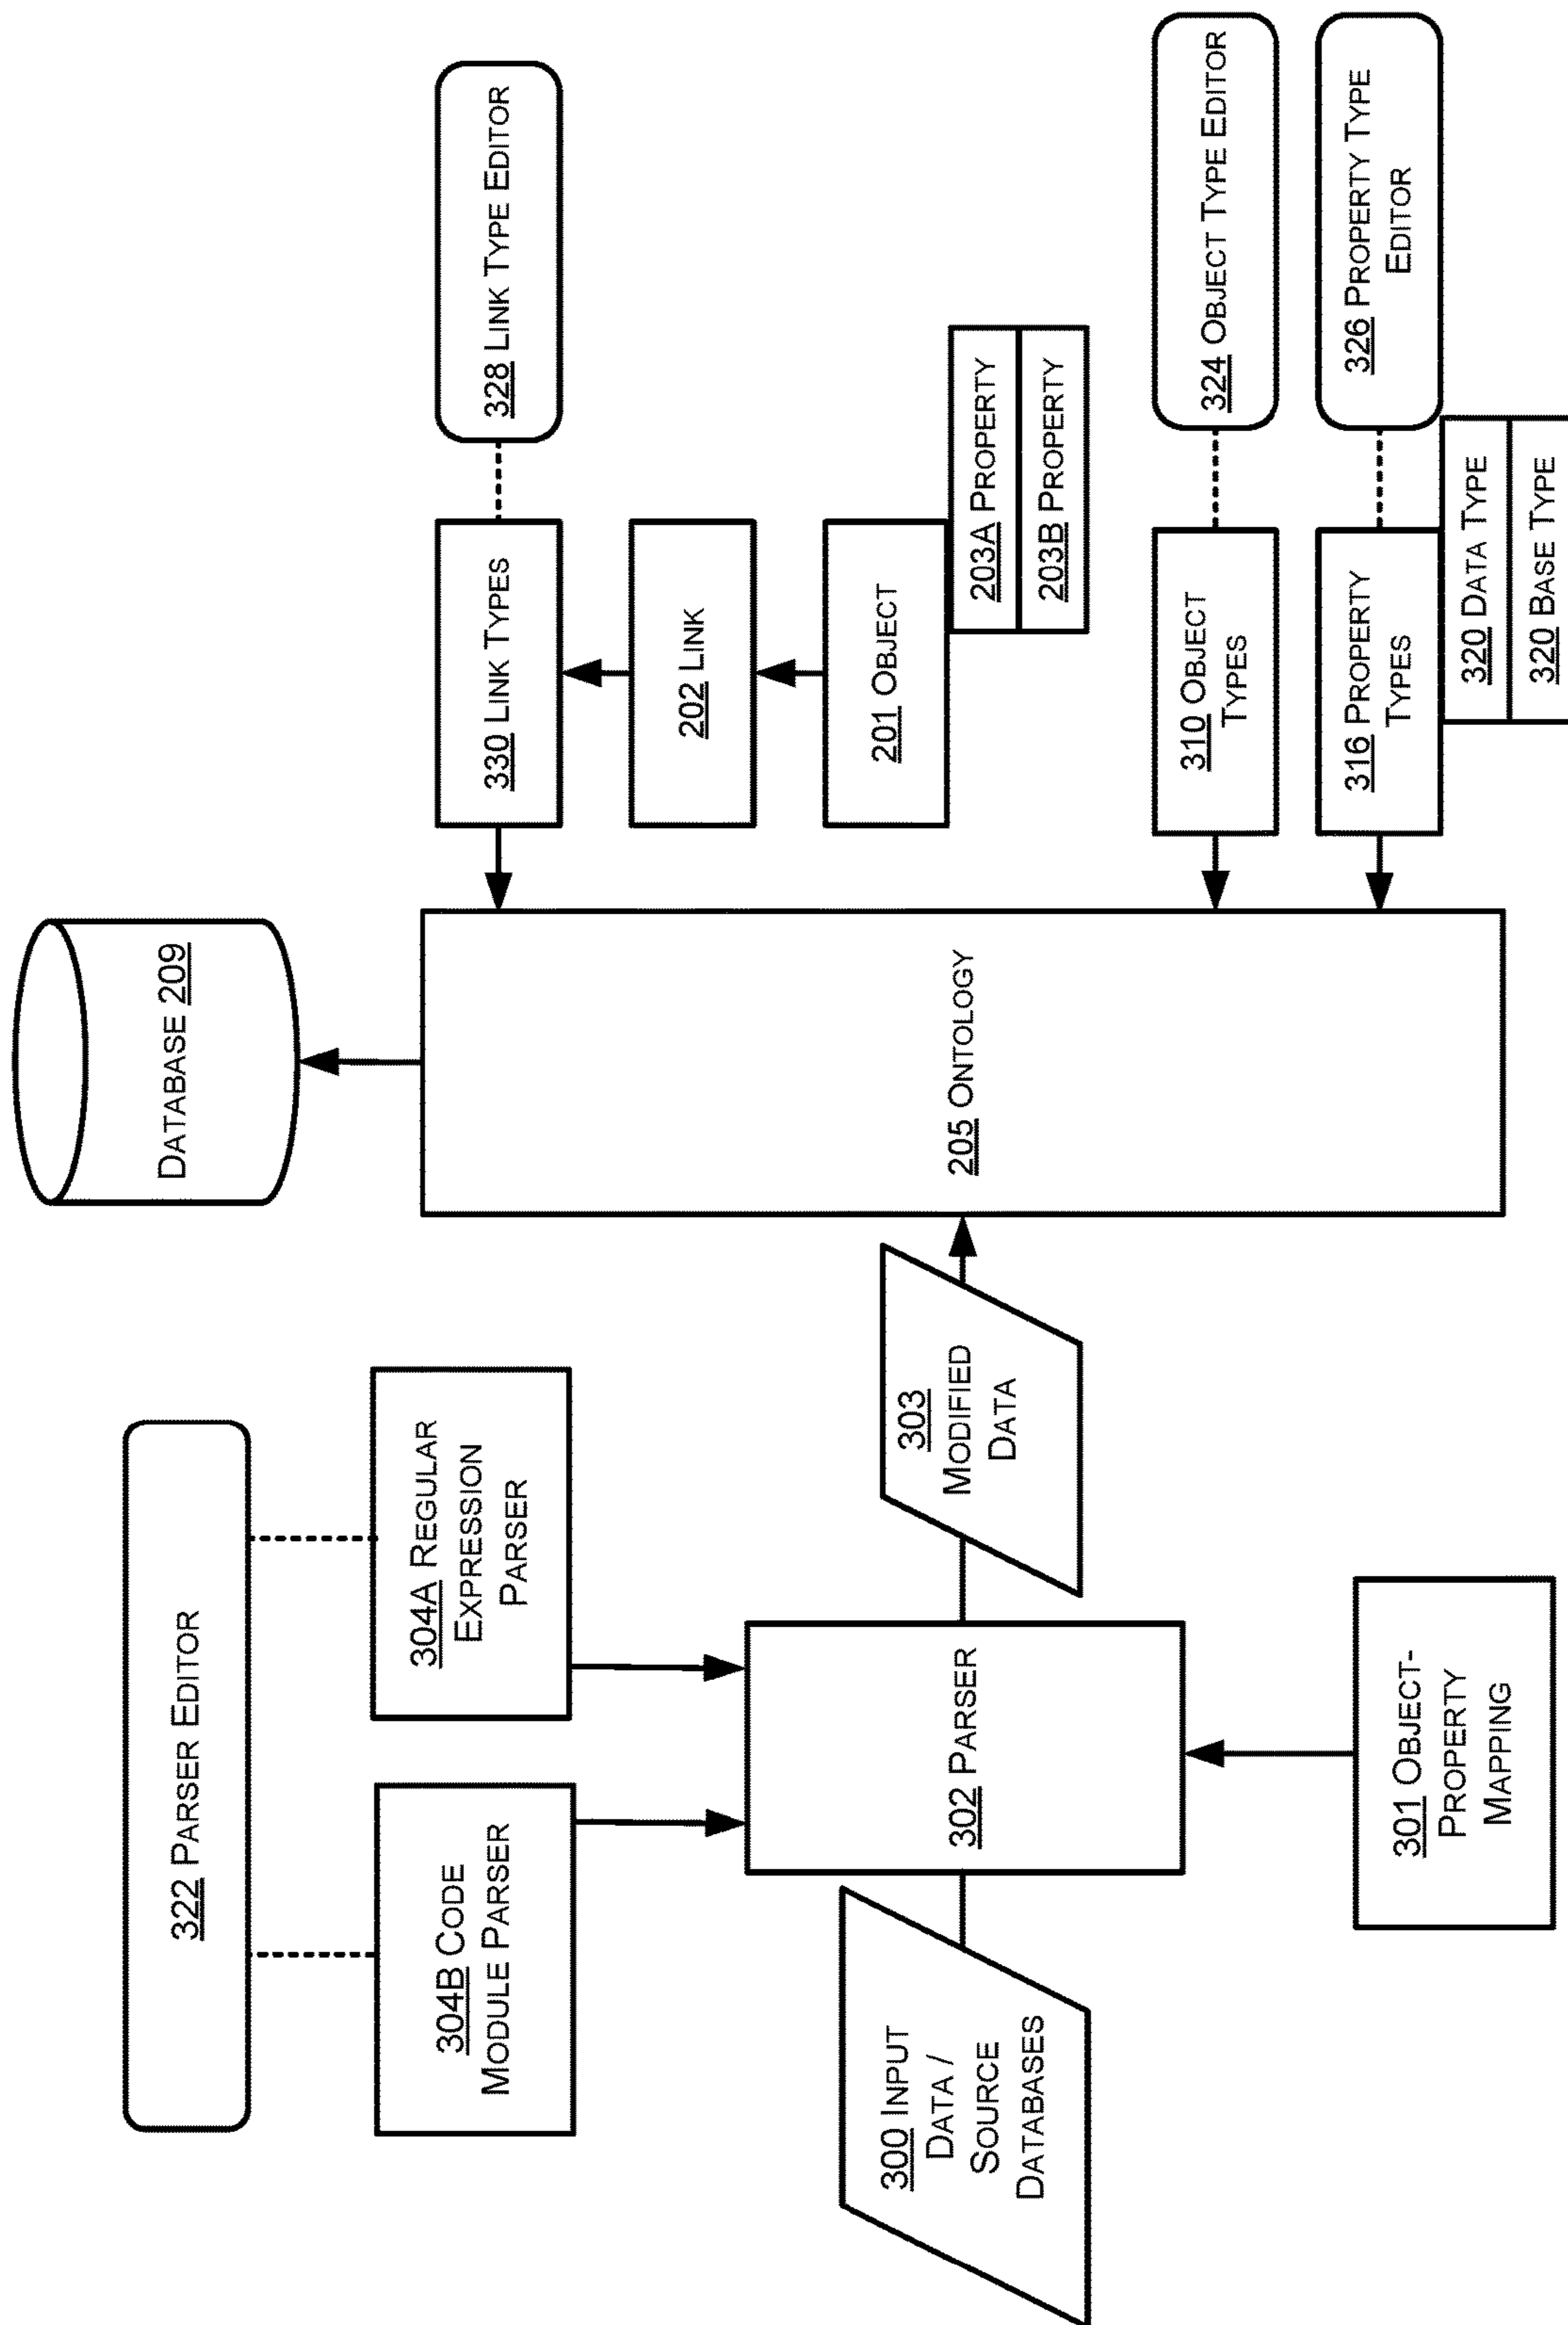 322 PARSER EDITOR
DATABASE 209
304B CODE
MODULE PARSER
304A REGULAR
EXPRESSION
PARSER
330 LINK TYPES
328 LINK TYPE EDITOR
202 LINK
300 INPUT
DATA /
SOURCE
DATABASES
302 PARSER
303
MODIFIED
DATA
205 ONTOLOGY
201 OBJECT
203A PROPERTY
203B PROPERTY
301 OBJECT-
PROPERTY
MAPPING
310 OBJECT
TYPES
324 OBJECT TYPE EDITOR
316 PROPERTY
TYPES
326 PROPERTY TYPE
EDITOR
320 DATA TYPE
320 BASE TYPE